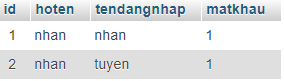 id hoten tendangnhap matkhau
1 nhan nhan 1
2 nhan tuyen 1